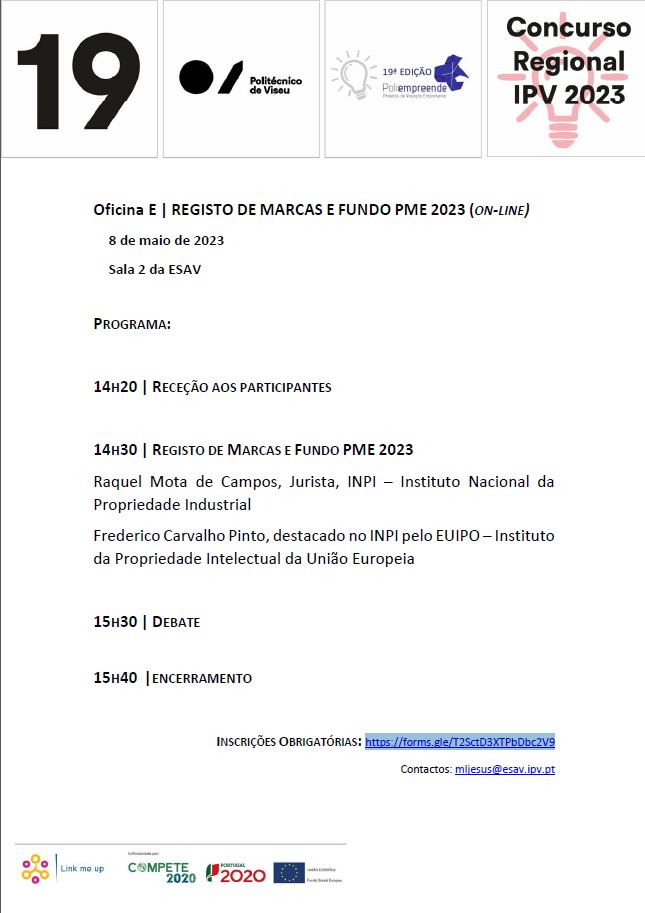 19
Politécnico
de Viseu
19ª EDIÇÃO
Poliempreende
Projetos de Vocação Empresarial
Concurso
Regional
IPV 2023
Oficina E | REGISTO DE MARCAS E FUNDO PME 2023 (ON-LINE)
8 de maio de 2023
Sala 2 da ESAV
PROGRAMA:
14H20 | RECEÇÃO AOS PARTICIPANTES
14H30 | REGISTO DE MARCAS E FUNDO PME 2023
Raquel Mota de Campos, Jurista, INPI – Instituto Nacional da
Propriedade Industrial
Frederico Carvalho Pinto, destacado no INPI pelo EUIPO – Instituto
da Propriedade Intelectual da União Europeia
15H30 | DEBATE
15H40 |ENCERRAMENTO
INSCRIÇÕES OBRIGATÓRIAS: https://forms.gle/T2SctD3XTPbDbc2V9
Contactos: mljesus@esav.ipv.pt
Link me up
Cofinanciado por:
COMPETE
2020
PORTUGAL
2020
UNIÃO EUROPEIA
Fundo Social Europeu